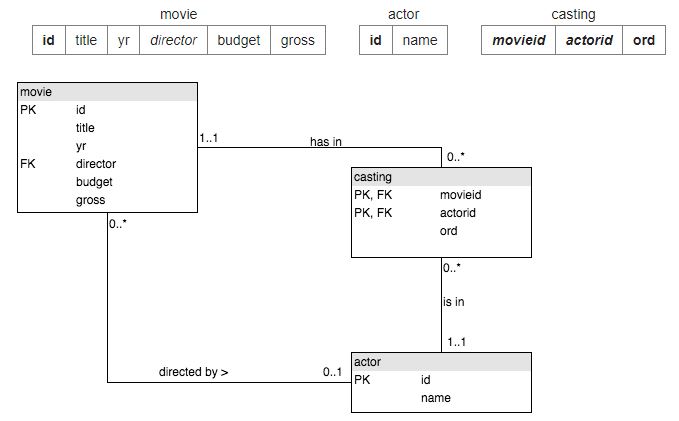 movie actor casting
id title yr director budget gross id name movieid actorid ord
movie
PK id
title
yr
FK director
budget
gross
1..1 has in 0..*
casting
PK, FK movieid
PK, FK actorid
ord
0..*
0..*
is in
1..1
directed by > 0..1
actor
PK id
name